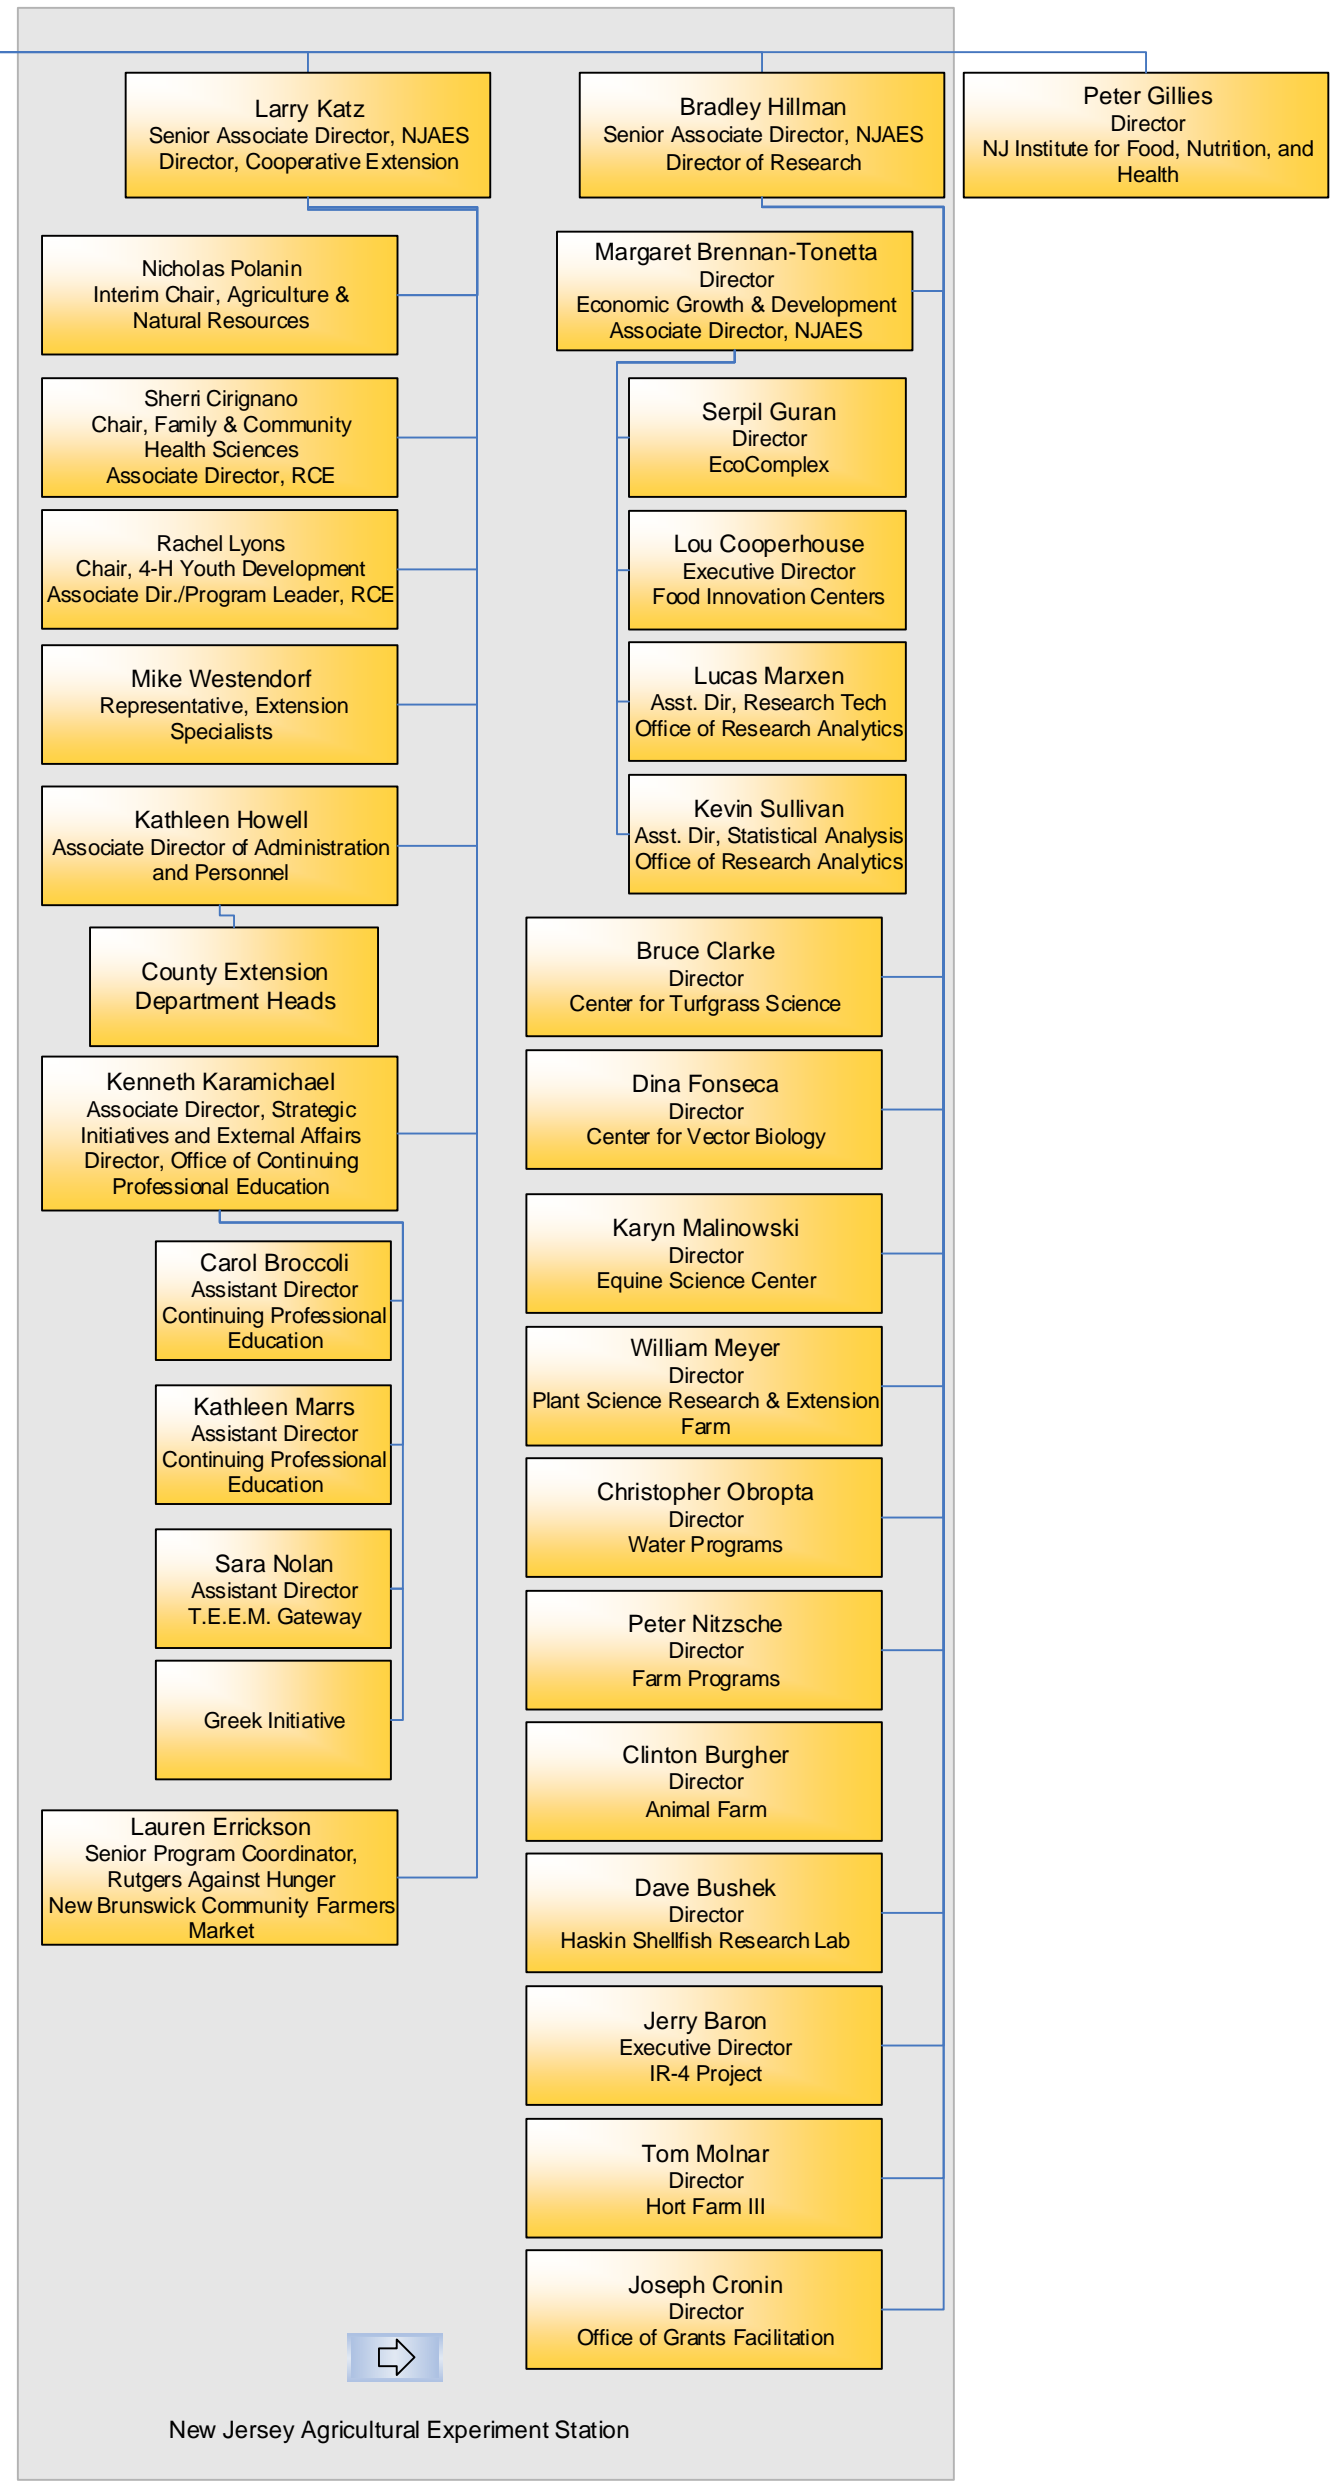 Larry Katz
Senior Associate Director, NJAES
Director, Cooperative Extension
Bradley Hillman
Senior Associate Director, NJAES
Director of Research
Peter Gillies
Director
NJ Institute for Food, Nutrition, and
Health
Nicholas Polanin
Interim Chair, Agriculture &
Natural Resources
Sherri Cirignano
Chair, Family & Community
Health Sciences
Associate Director, RCE
Rachel Lyons
Chair, 4-H Youth Development
Associate Dir./Program Leader, RCE
Mike Westendorf
Representative, Extension
Specialists
Kathleen Howell
Associate Director of Administration
and Personnel
County Extension
Department Heads
Kenneth Karamichael
Associate Director, Strategic
Initiatives and External Affairs
Director, Office of Continuing
Professional Education
Carol Broccoli
Assistant Director
Continuing Professional
Education
Kathleen Marrs
Assistant Director
Continuing Professional
Education
Sara Nolan
Assistant Director
T.E.E.M. Gateway
Greek Initiative
Lauren Errickson
Senior Program Coordinator,
Rutgers Against Hunger
New Brunswick Community Farmers
Market
Margaret Brennan-Tonetta
Director
Economic Growth & Development
Associate Director, NJAES
Serpil Guran
Director
EcoComplex
Lou Cooperhouse
Executive Director
Food Innovation Centers
Lucas Marxen
Asst. Dir, Research Tech
Office of Research Analytics
Kevin Sullivan
Asst. Dir, Statistical Analysis
Office of Research Analytics
Bruce Clarke
Director
Center for Turfgrass Science
Dina Fonseca
Director
Center for Vector Biology
Karyn Malinowski
Director
Equine Science Center
William Meyer
Director
Plant Science Research & Extension
Farm
Christopher Obropta
Director
Water Programs
Peter Nitzsche
Director
Farm Programs
Clinton Burgher
Director
Animal Farm
Dave Bushek
Director
Haskin Shellfish Research Lab
Jerry Baron
Executive Director
IR-4 Project
Tom Molnar
Director
Hort Farm III
Joseph Cronin
Director
Office of Grants Facilitation
New Jersey Agricultural Experiment Station